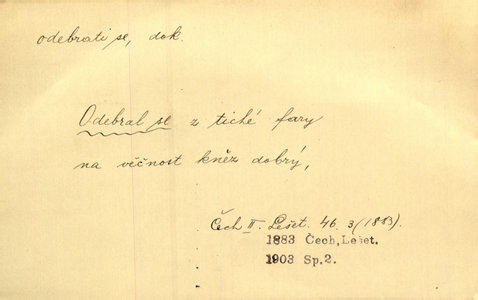 odebrati se, dok.
Odebral se z tiché fary
na věčnost kněz dobrý,
Čech II. Lešet. 46. 3 (1883).
1883 Čech, Lešet.
1903 Sp.2.